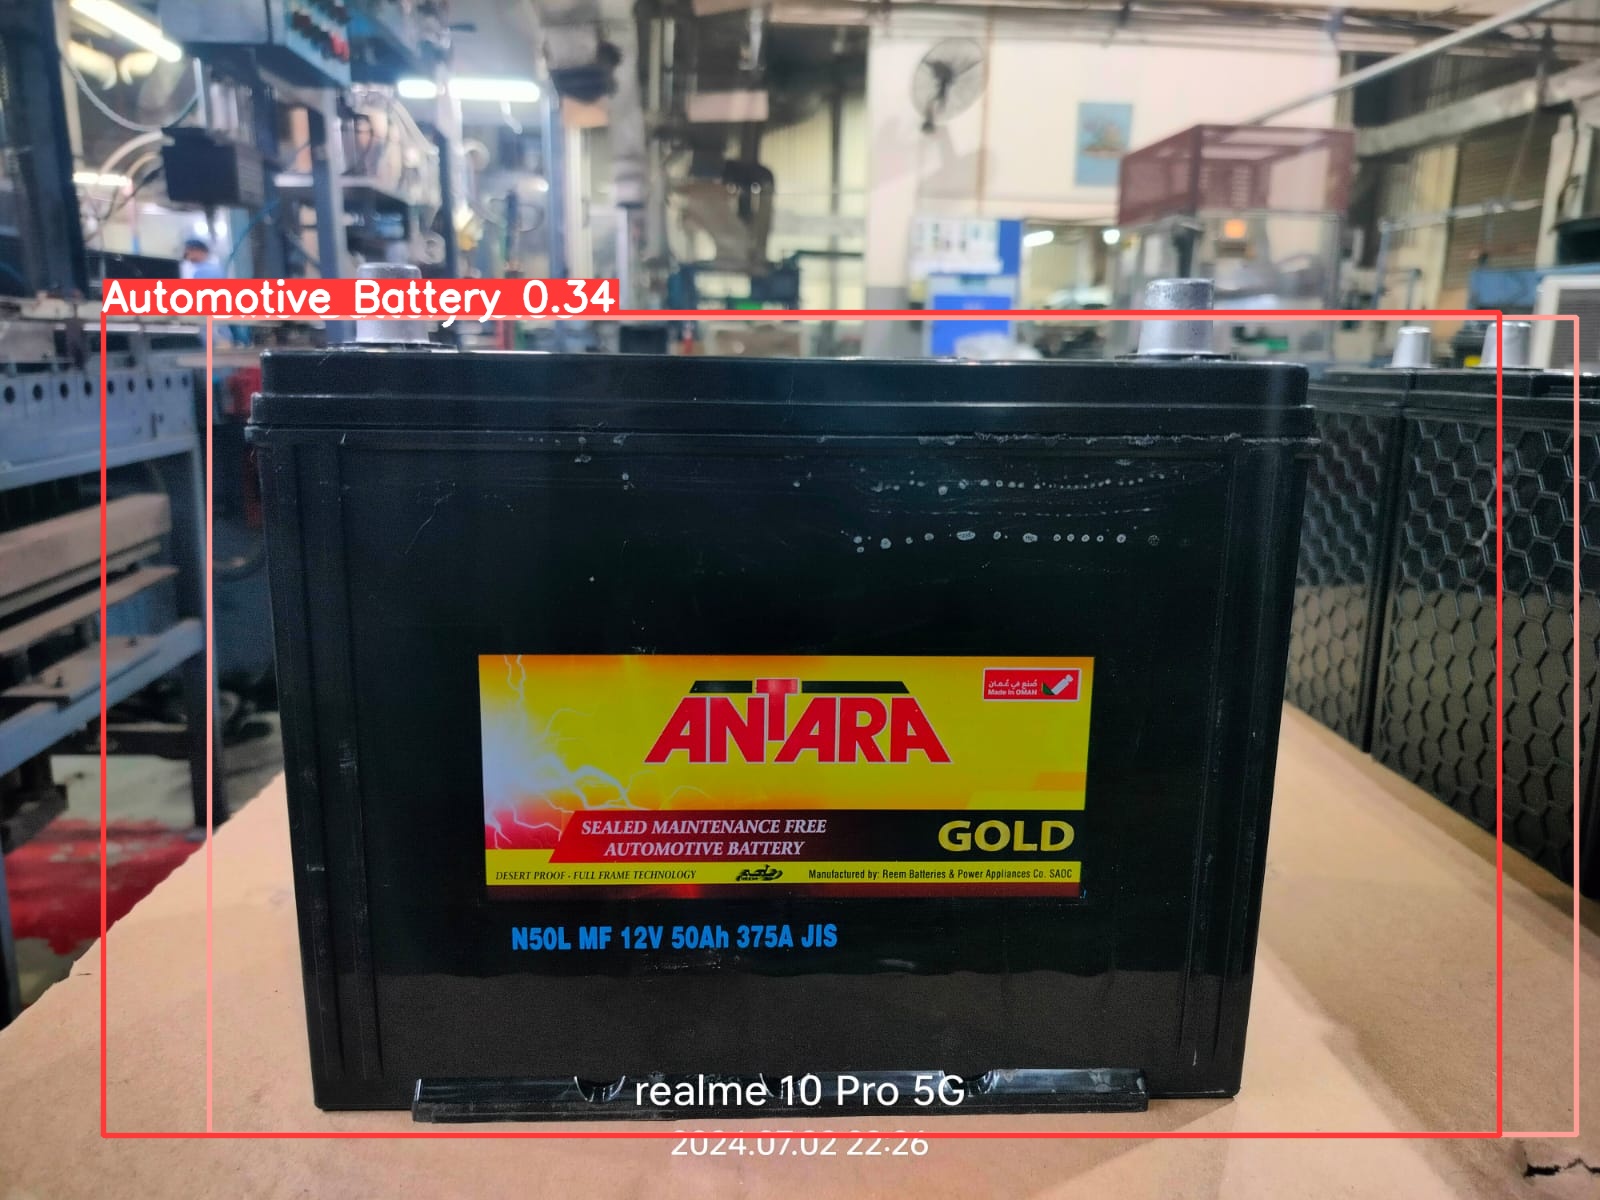 Automotive Battery 0.34
ANTARA
صنع في عُمان
Made in OMAN
SEALED MAINTENANCE FREE
AUTOMOTIVE BATTERY
GOLD
DESERT PROOF - FULL FRAME TECHNOLOGY
Manufactured by: Reem Batteries & Power Appliances Co. SAOC
N50L MF 12V 50Ah 375A JIS
realme 10 Pro 5G
2024.07.02 22:26